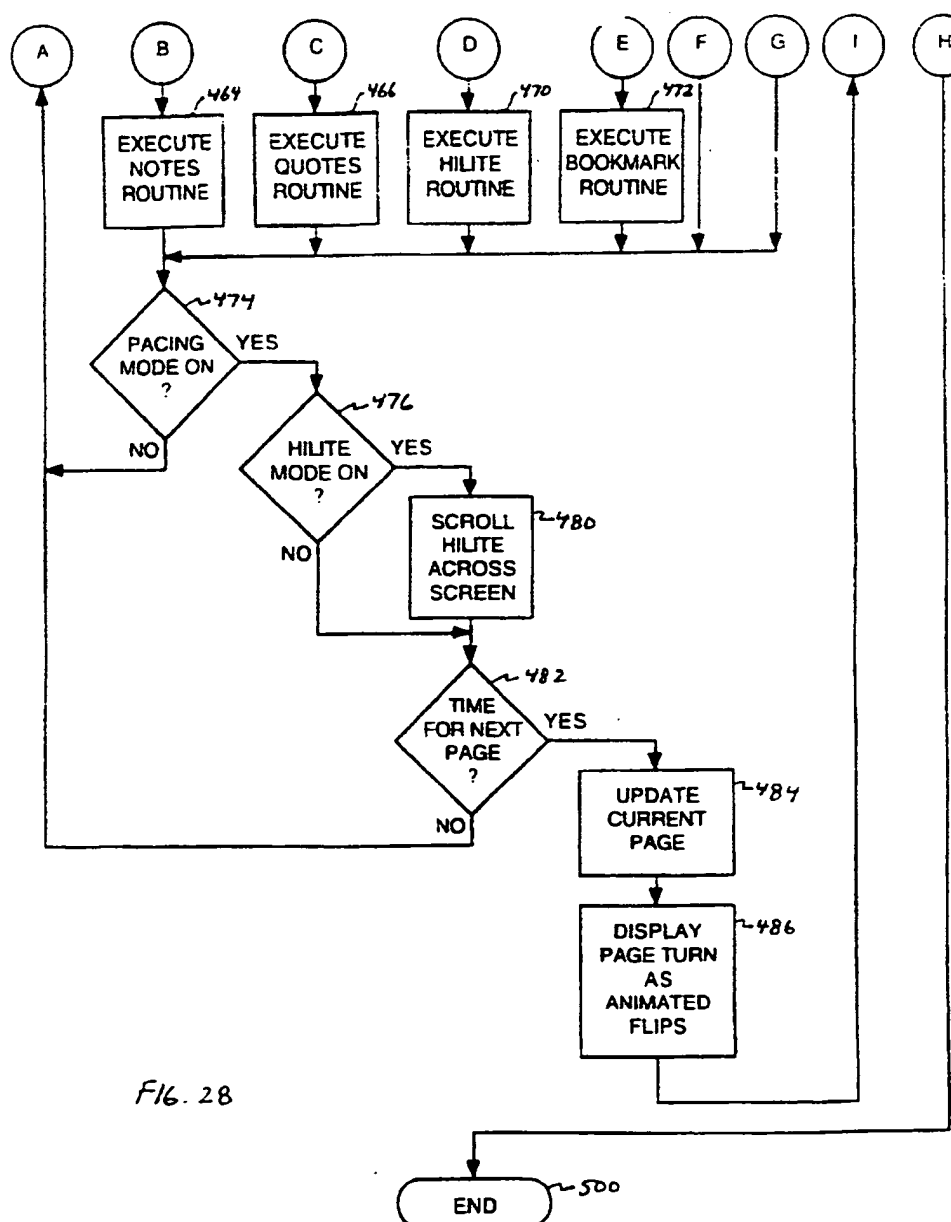 A B C D E F G I H
464 466 470 472
EXECUTE
NOTES
ROUTINE
EXECUTE
QUOTES
ROUTINE
EXECUTE
HILITE
ROUTINE
EXECUTE
BOOKMARK
ROUTINE
474
PACING
MODE ON
?
YES
NO
476
HILITE
MODE ON
?
YES
NO
480
SCROLL
HILITE
ACROSS
SCREEN
482
TIME
FOR NEXT
PAGE
?
YES
NO
484
UPDATE
CURRENT
PAGE
486
DISPLAY
PAGE TURN
AS
ANIMATED
FLIPS
FIG. 28
END
500